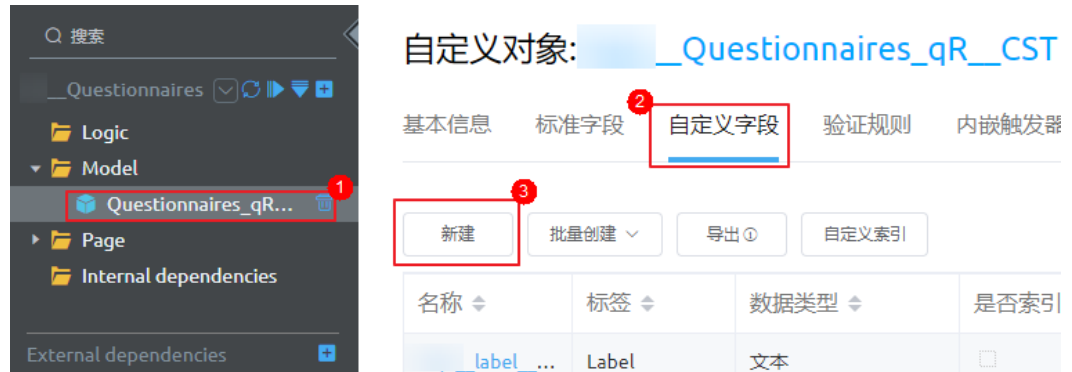 搜索
__Questionnaires
Logic
Model
Questionnaires_qR...
1
Page
Internal dependencies
External dependencies
自定义对象: __Questionnaires_qR__CST
2
基本信息 标准字段 自定义字段 验证规则 内嵌触发器
3
新建 批量创建 导出 自定义索引
名称 标签 数据类型 是否索引
_label__... Label 文本